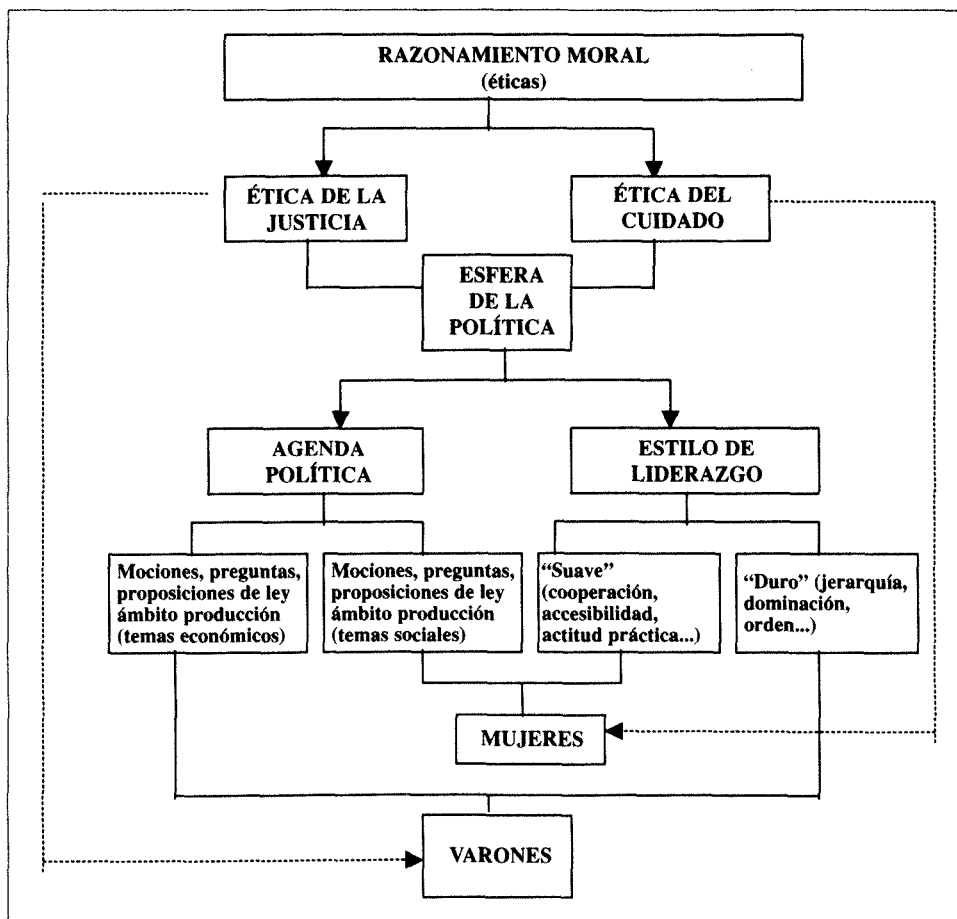 RAZONAMIENTO MORAL
(éticas)
ÉTICA DE LA
JUSTICIA
ÉTICA DEL
CUIDADO
ESFERA
DE LA
POLÍTICA
AGENDA
POLÍTICA
ESTILO DE
LIDERAZGO
Mociones, preguntas,
proposiciones de ley
ámbito producción
(temas económicos)
Mociones, preguntas,
proposiciones de ley
ámbito producción
(temas sociales)
“Suave”
(cooperación,
accesibilidad,
actitud práctica...)
“Duro” (jerarquía,
dominación,
orden...)
MUJERES
VARONES